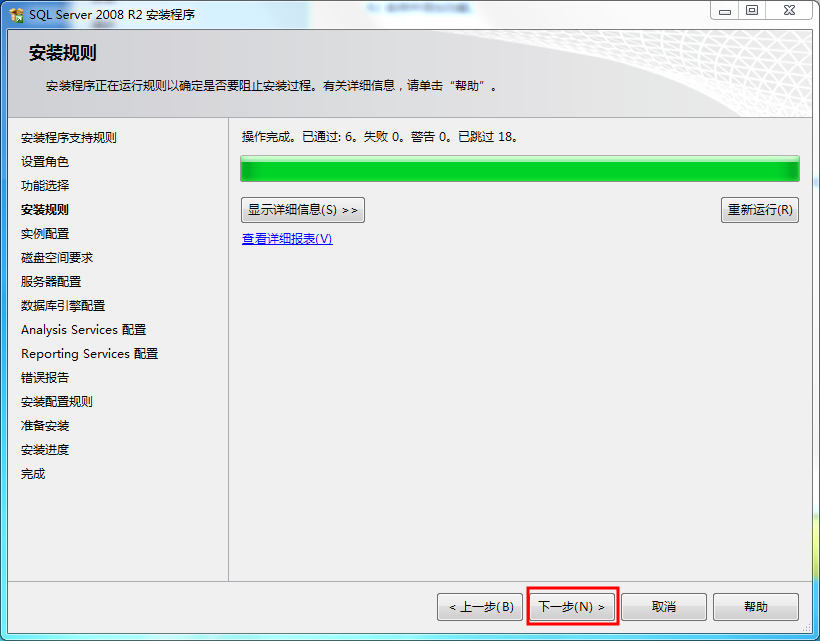 SQL Server 2008 R2 安装程序
安装规则
安装程序正在运行规则以确定是否要阻止安装过程。有关详细信息，请单击“帮助”。
安装程序支持规则
设置角色
功能选择
安装规则
实例配置
磁盘空间要求
服务器配置
数据库引擎配置
Analysis Services 配置
Reporting Services 配置
错误报告
安装配置规则
准备安装
安装进度
完成
操作完成。已通过: 6。失败 0。警告 0。已跳过 18。
显示详细信息(S) >>
重新运行(R)
查看详细报表(V)
< 上一步(B)
下一步(N) >
取消
帮助